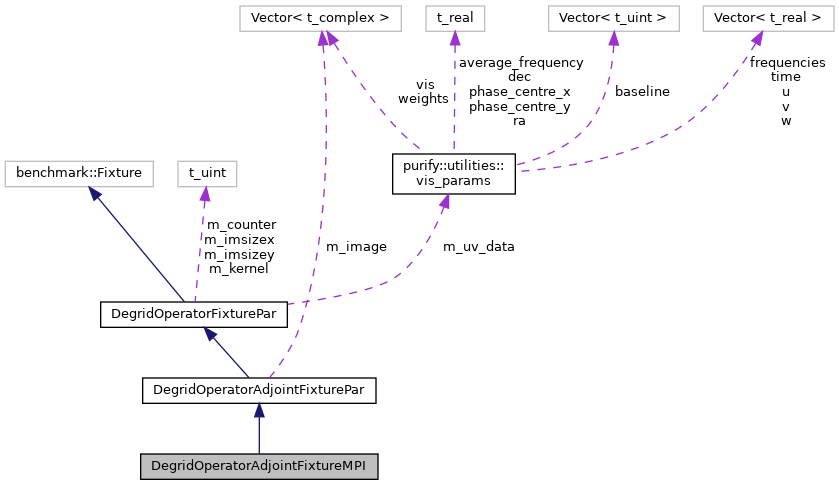 Vector< t_complex >
t_real
Vector< t_uint >
Vector< t_real >
vis
weights
average_frequency
dec
phase_centre_x
phase_centre_y
ra
baseline
frequencies
time
u
v
w
benchmark::Fixture
t_uint
purify::utilities::
vis_params
m_counter
m_imsizex
m_imsizey
m_kernel
m_image
m_uv_data
DegridOperatorFixturePar
DegridOperatorAdjointFixturePar
DegridOperatorAdjointFixtureMPI